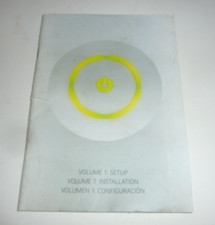 VOLUME 1: SETUP
VOLUME 1: INSTALLATION
VOLUMEN 1: CONFIGURACIÓN